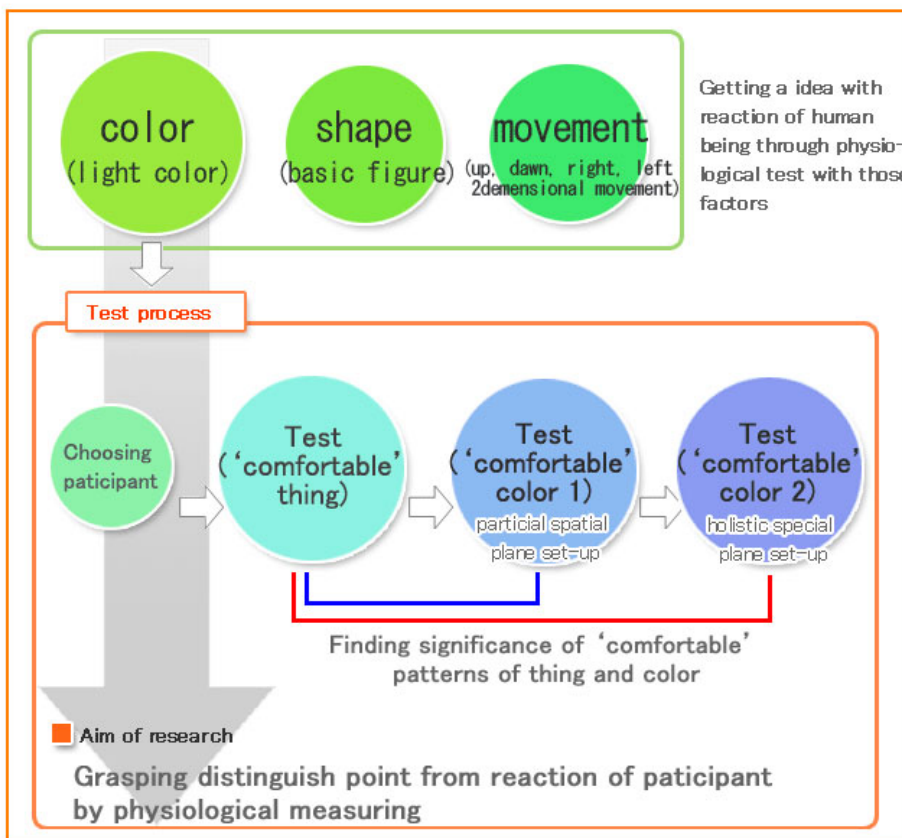 color
(light color)
shape
(basic figure)
movement
(up, dawn, right, left
2demensional movement)
Getting a idea with
reaction of human
being through physio-
logical test with those
factors
Test process
Choosing
paticipant
Test
('comfortable'
thing)
Test
('comfortable'
color 1)
particial spatial
plane set-up
Test
('comfortable'
color 2)
holistic special
plane set-up
Finding significance of 'comfortable'
patterns of thing and color
Aim of research
Grasping distinguish point from reaction of paticipant
by physiological measuring